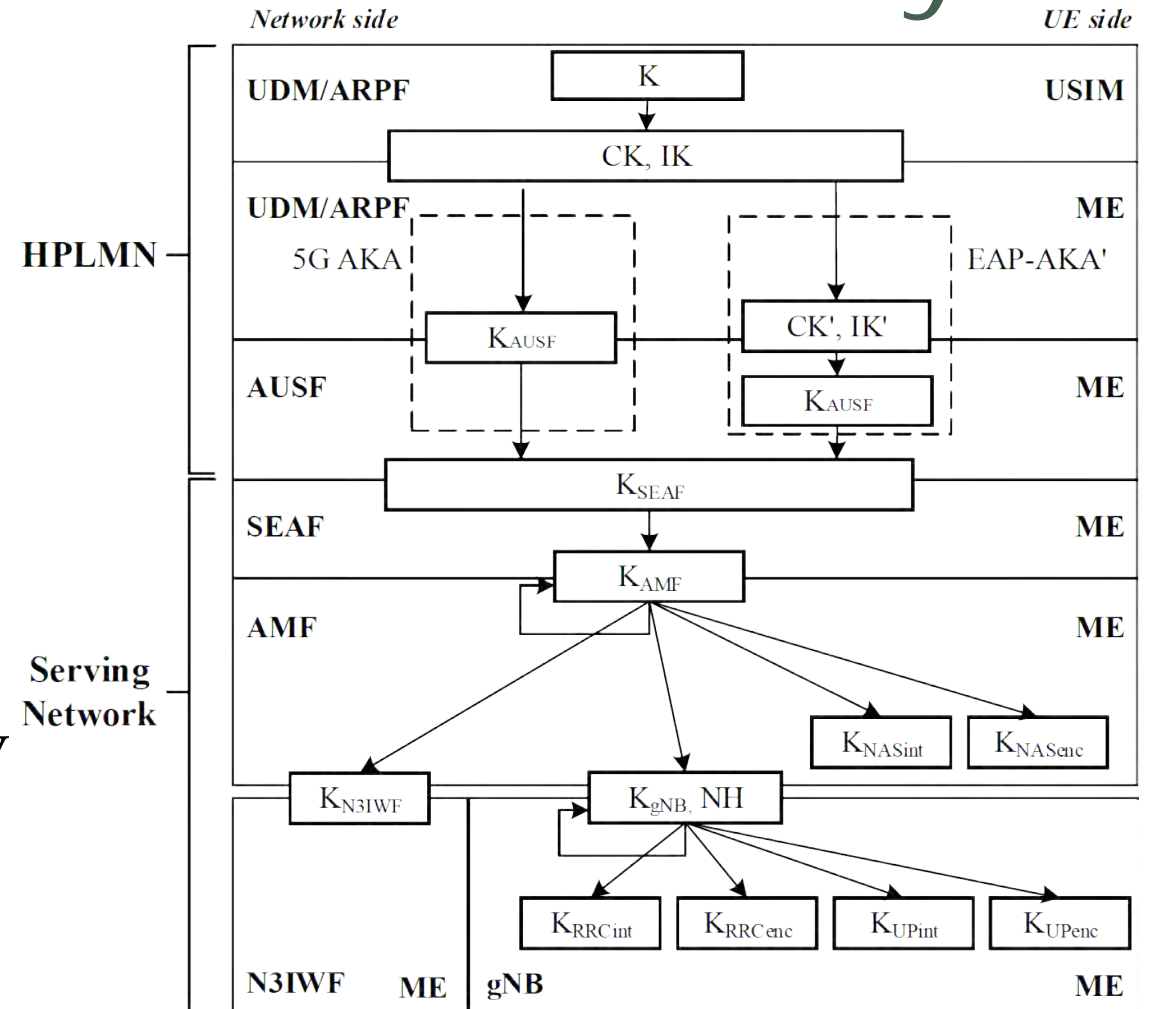 Network side
UE side
K
UDM/ARPF
USIM
CK, IK
UDM/ARPF
ME
HPLMN
5G AKA
EAP-AKA'
KAUSF
CK', IK'
AUSF
ME
KAUSF
KSEAF
SEAF
ME
KAMF
AMF
ME
Serving
Network
KNASint
KNASenc
KN3IWF
KgNB, NH
KRRCint
KRRCenc
KUPint
KUPenc
N3IWF
ME
gNB
ME